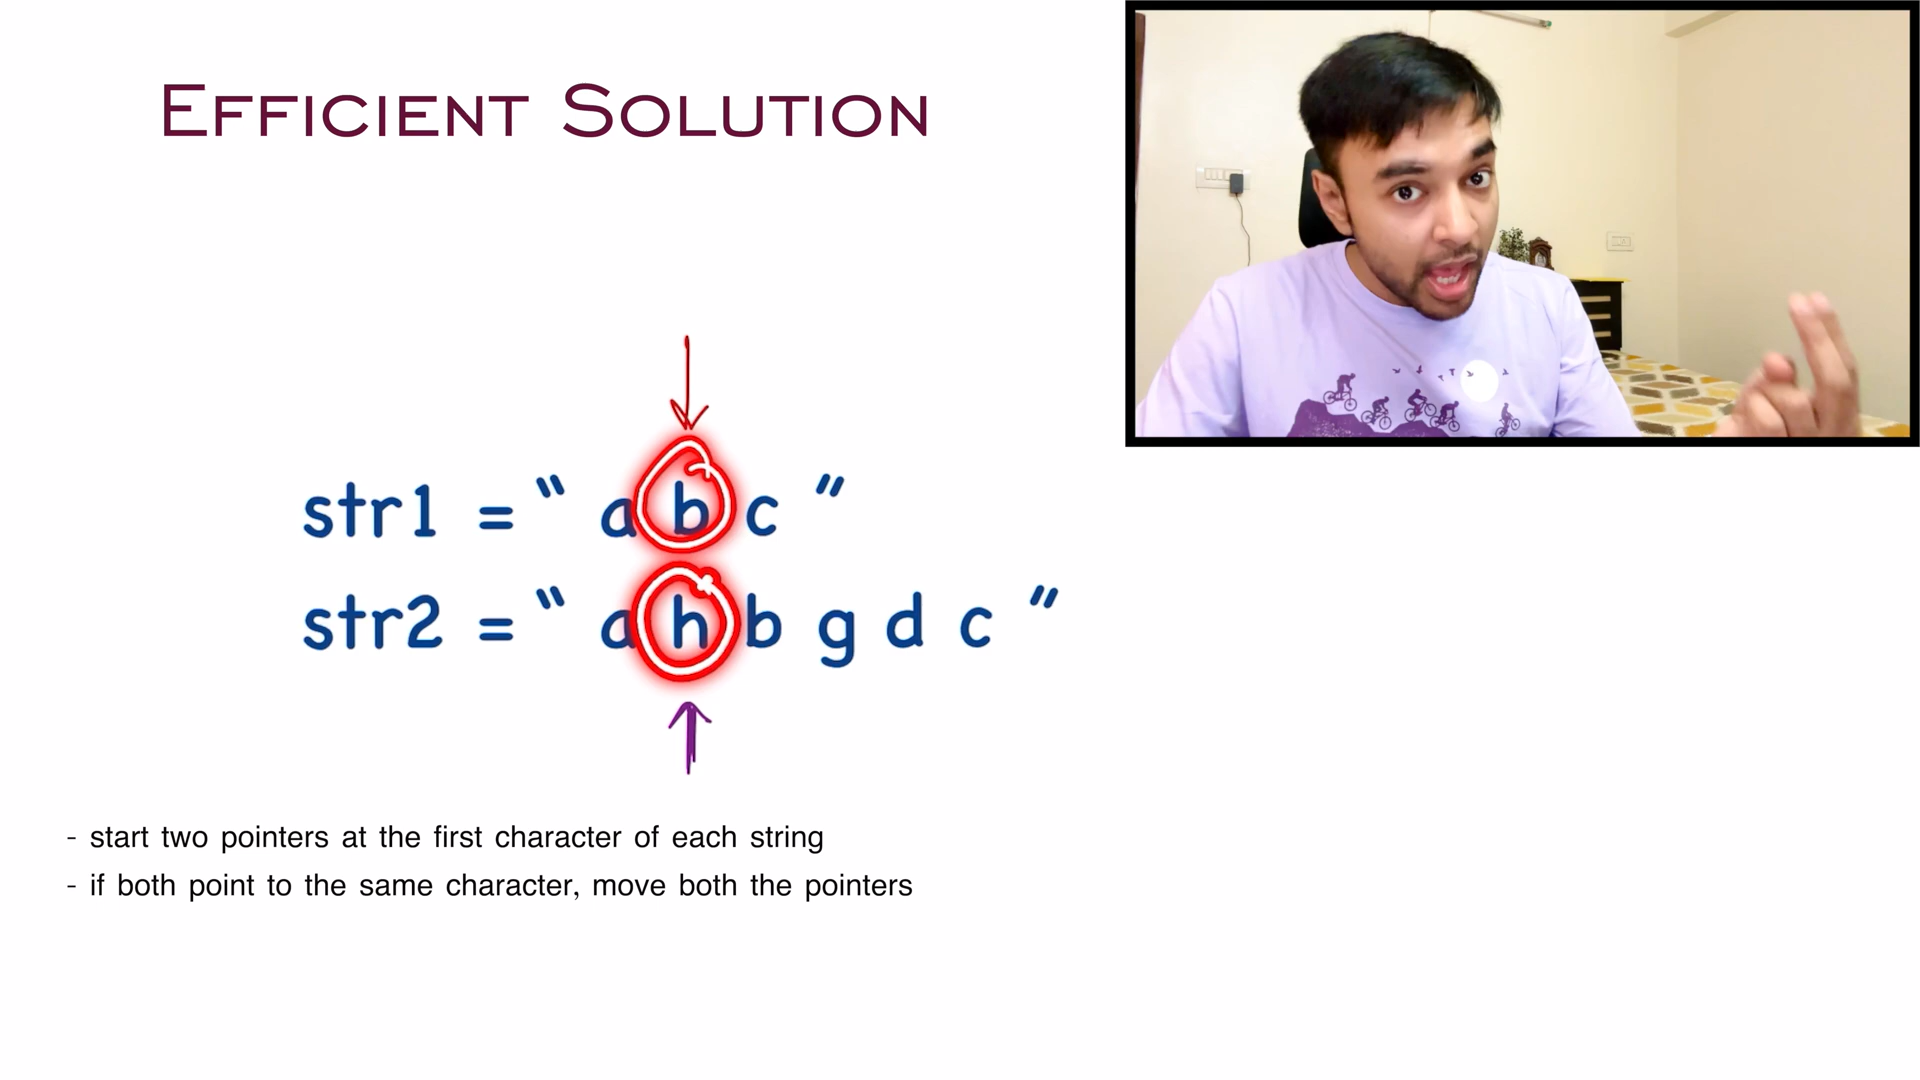 EFFICIENT SOLUTION
str1 = " a b c "
str2 = " a h b g d c "
- start two pointers at the first character of each string
- if both point to the same character, move both the pointers